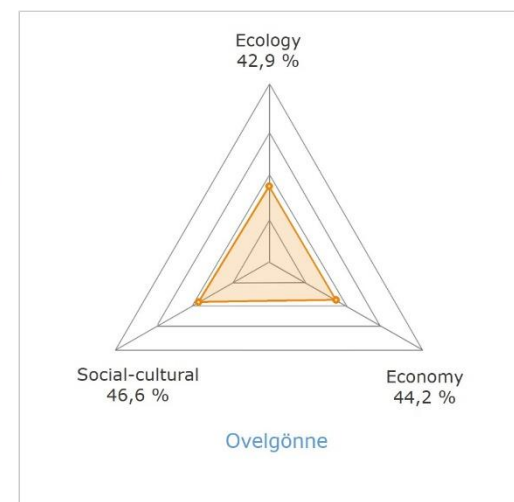 Ecology
42,9 %
Social-cultural
46,6 %
Economy
44,2 %
Ovelgönne